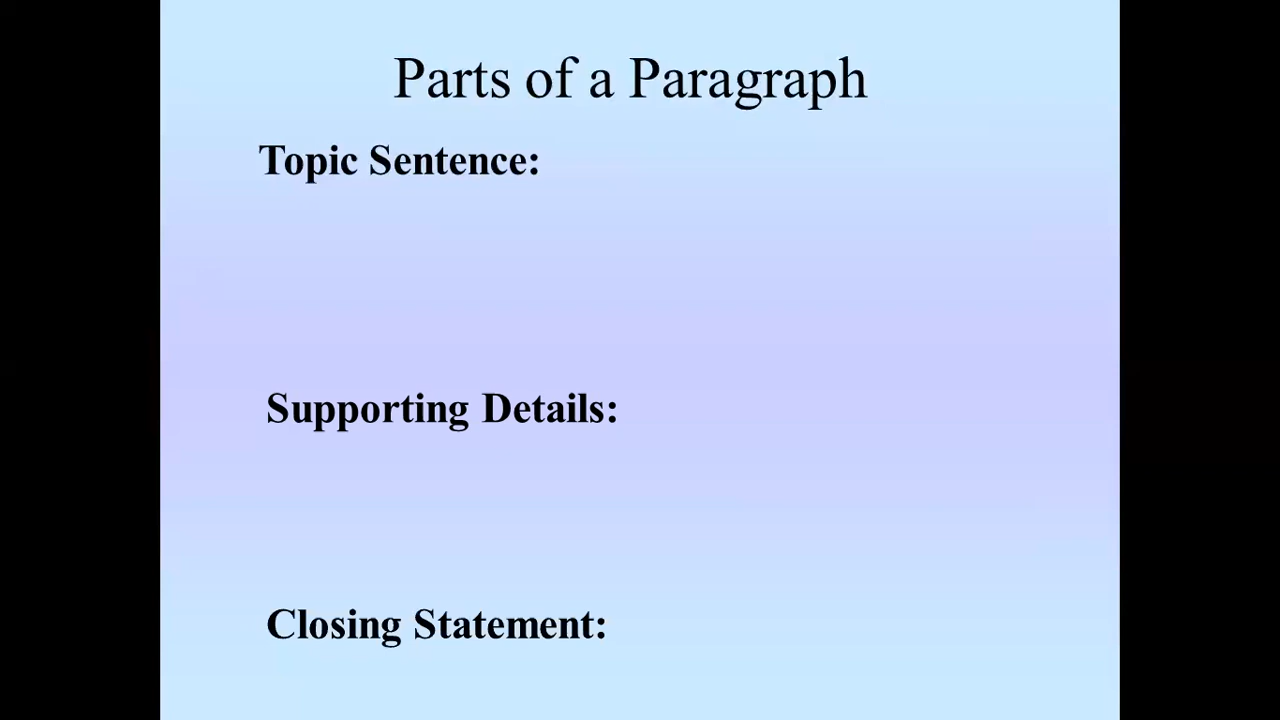 Parts of a Paragraph
Topic Sentence:
Supporting Details:
Closing Statement: